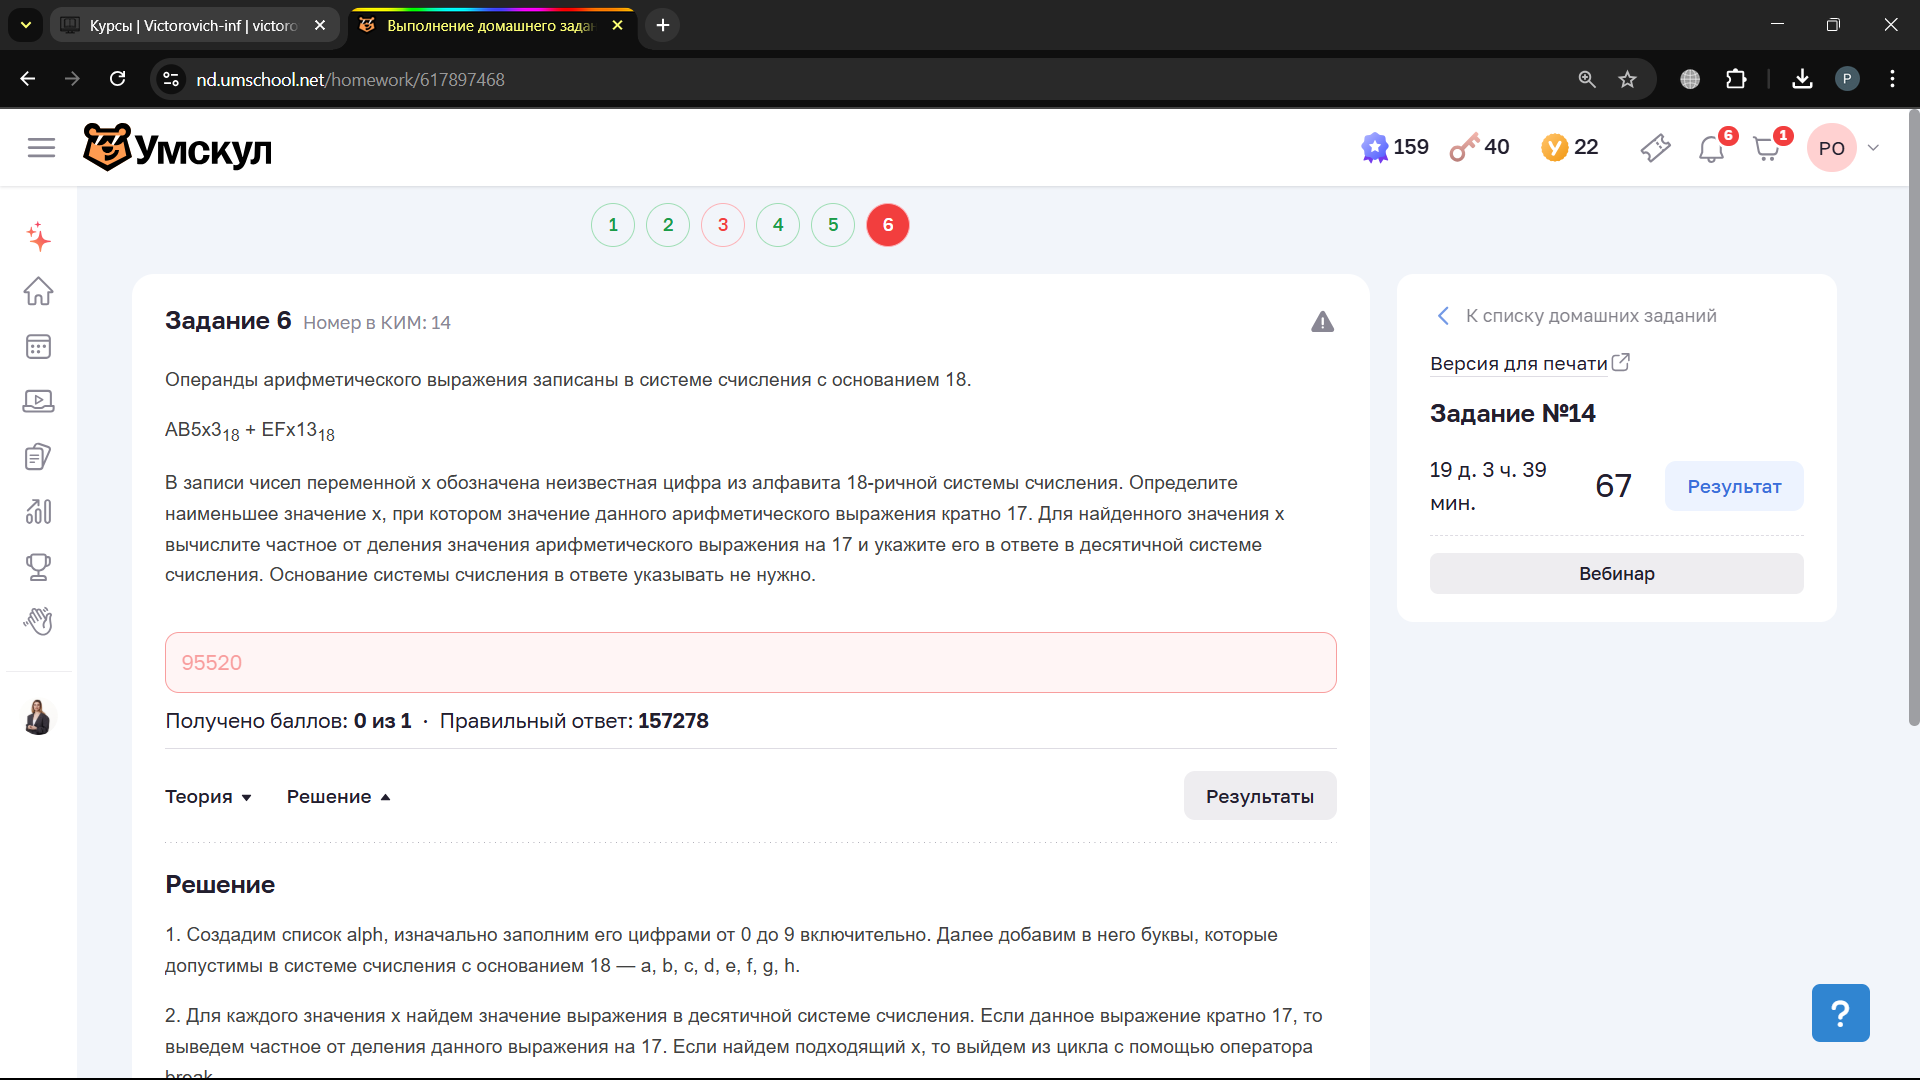 Курсы | Victorovich-inf | victoro
Выполнение домашнего задан
nd.umschool.net/homework/617897468
P
Умскул
159
40
22
6
1
PO
1 2 3 4 5 6
Задание 6 Номер в КИМ: 14
Операнды арифметического выражения записаны в системе счисления с основанием 18.
AB5x3₁₈ + EFx13₁₈
В записи чисел переменной x обозначена неизвестная цифра из алфавита 18-ричной системы счисления. Определите
наименьшее значение x, при котором значение данного арифметического выражения кратно 17. Для найденного значения x
вычислите частное от деления значения арифметического выражения на 17 и укажите его в ответе в десятичной системе
счисления. Основание системы счисления в ответе указывать не нужно.
95520
Получено баллов: 0 из 1 · Правильный ответ: 157278
Теория
Решение
Результаты
Решение
1. Создадим список alph, изначально заполним его цифрами от 0 до 9 включительно. Далее добавим в него буквы, которые
допустимы в системе счисления с основанием 18 — a, b, c, d, e, f, g, h.
2. Для каждого значения x найдем значение выражения в десятичной системе счисления. Если данное выражение кратно 17, то
выведем частное от деления данного выражения на 17. Если найдем подходящий x, то выйдем из цикла с помощью оператора
break.
К списку домашних заданий
Версия для печати
Задание №14
19 д. 3 ч. 39
мин.
67
Результат
Вебинар
?